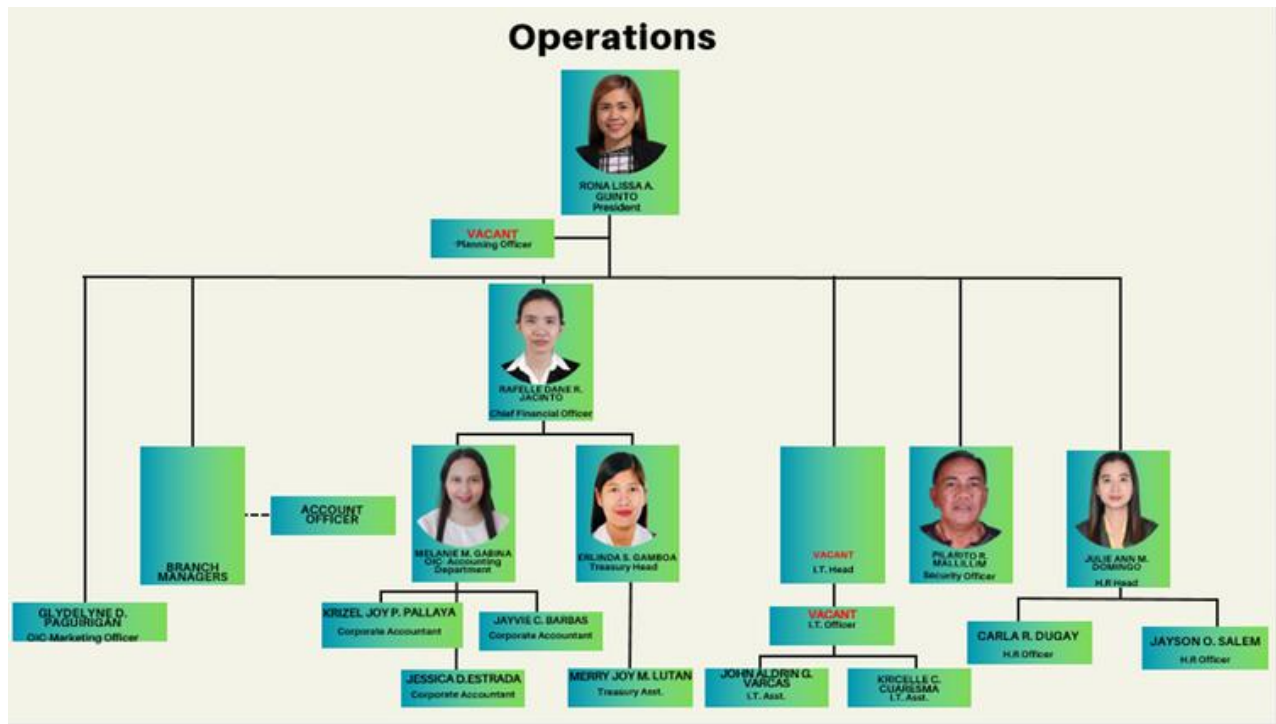 Operations
RONA LISSA A.
GUINTO
President
VACANT
Planning Officer
RAFELLE DANE R.
JACINTO
Chief Financial Officer
BRANCH
MANAGERS
ACCOUNT
OFFICER
MELANIE M. GABINA
OIC- Accounting
Department
ERLINDA S. GAMBOA
Treasury Head
VACANT
I.T. Head
PILARITO R.
MALLILLIM
Security Officer
JULIE ANN M.
DOMINGO
H.R Head
GLYDELYNE D.
PAGUIRIGAN
OIC-Marketing Officer
KRIZEL JOY P. PALLAYA
Corporate Accountant
JAYVIE C. BARBAS
Corporate Accountant
VACANT
I.T. Officer
CARLA R. DUGAY
H.R Officer
JAYSON O. SALEM
H.R Officer
JESSICA D.ESTRADA
Corporate Accountant
MERRY JOY M. LUTAN
Treasury Asst.
JOHN ALDRIN G.
VARGAS
I.T. Asst.
KRICELLE C.
CUARESMA
I.T. Asst.